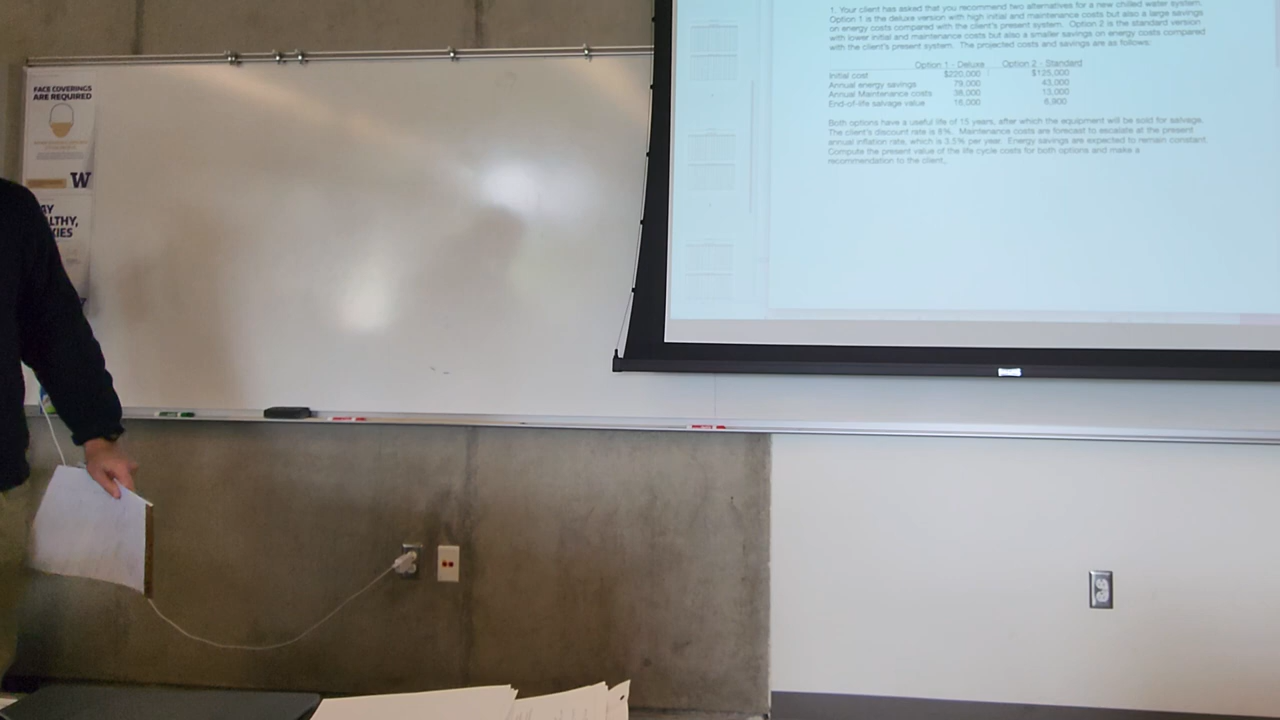 FACE COVERINGS
ARE REQUIRED
W
AY
LTHY,
KIES
1. Your client has asked that you recommend two alternatives for a new chilled water system.
Option 1 is the deluxe version with high initial and maintenance costs but also a large savings
on energy costs compared with the client's present system. Option 2 is the standard version
with lower initial and maintenance costs but also a smaller savings on energy costs compared
with the client's present system. The projected costs and savings are as follows:
Option 1 - Deluxe Option 2 - Standard
Initial cost $220,000 $125,000
Annual energy savings 79,000 43,000
Annual Maintenance costs 38,000 13,000
End-of-life salvage value 16,000 6,900
Both options have a useful life of 15 years, after which the equipment will be sold for salvage.
The client's discount rate is 8%. Maintenance costs are forecast to escalate at the present
annual inflation rate, which is 3.5% per year. Energy savings are expected to remain constant.
Compute the present value of the life cycle costs for both options and make a
recommendation to the client.